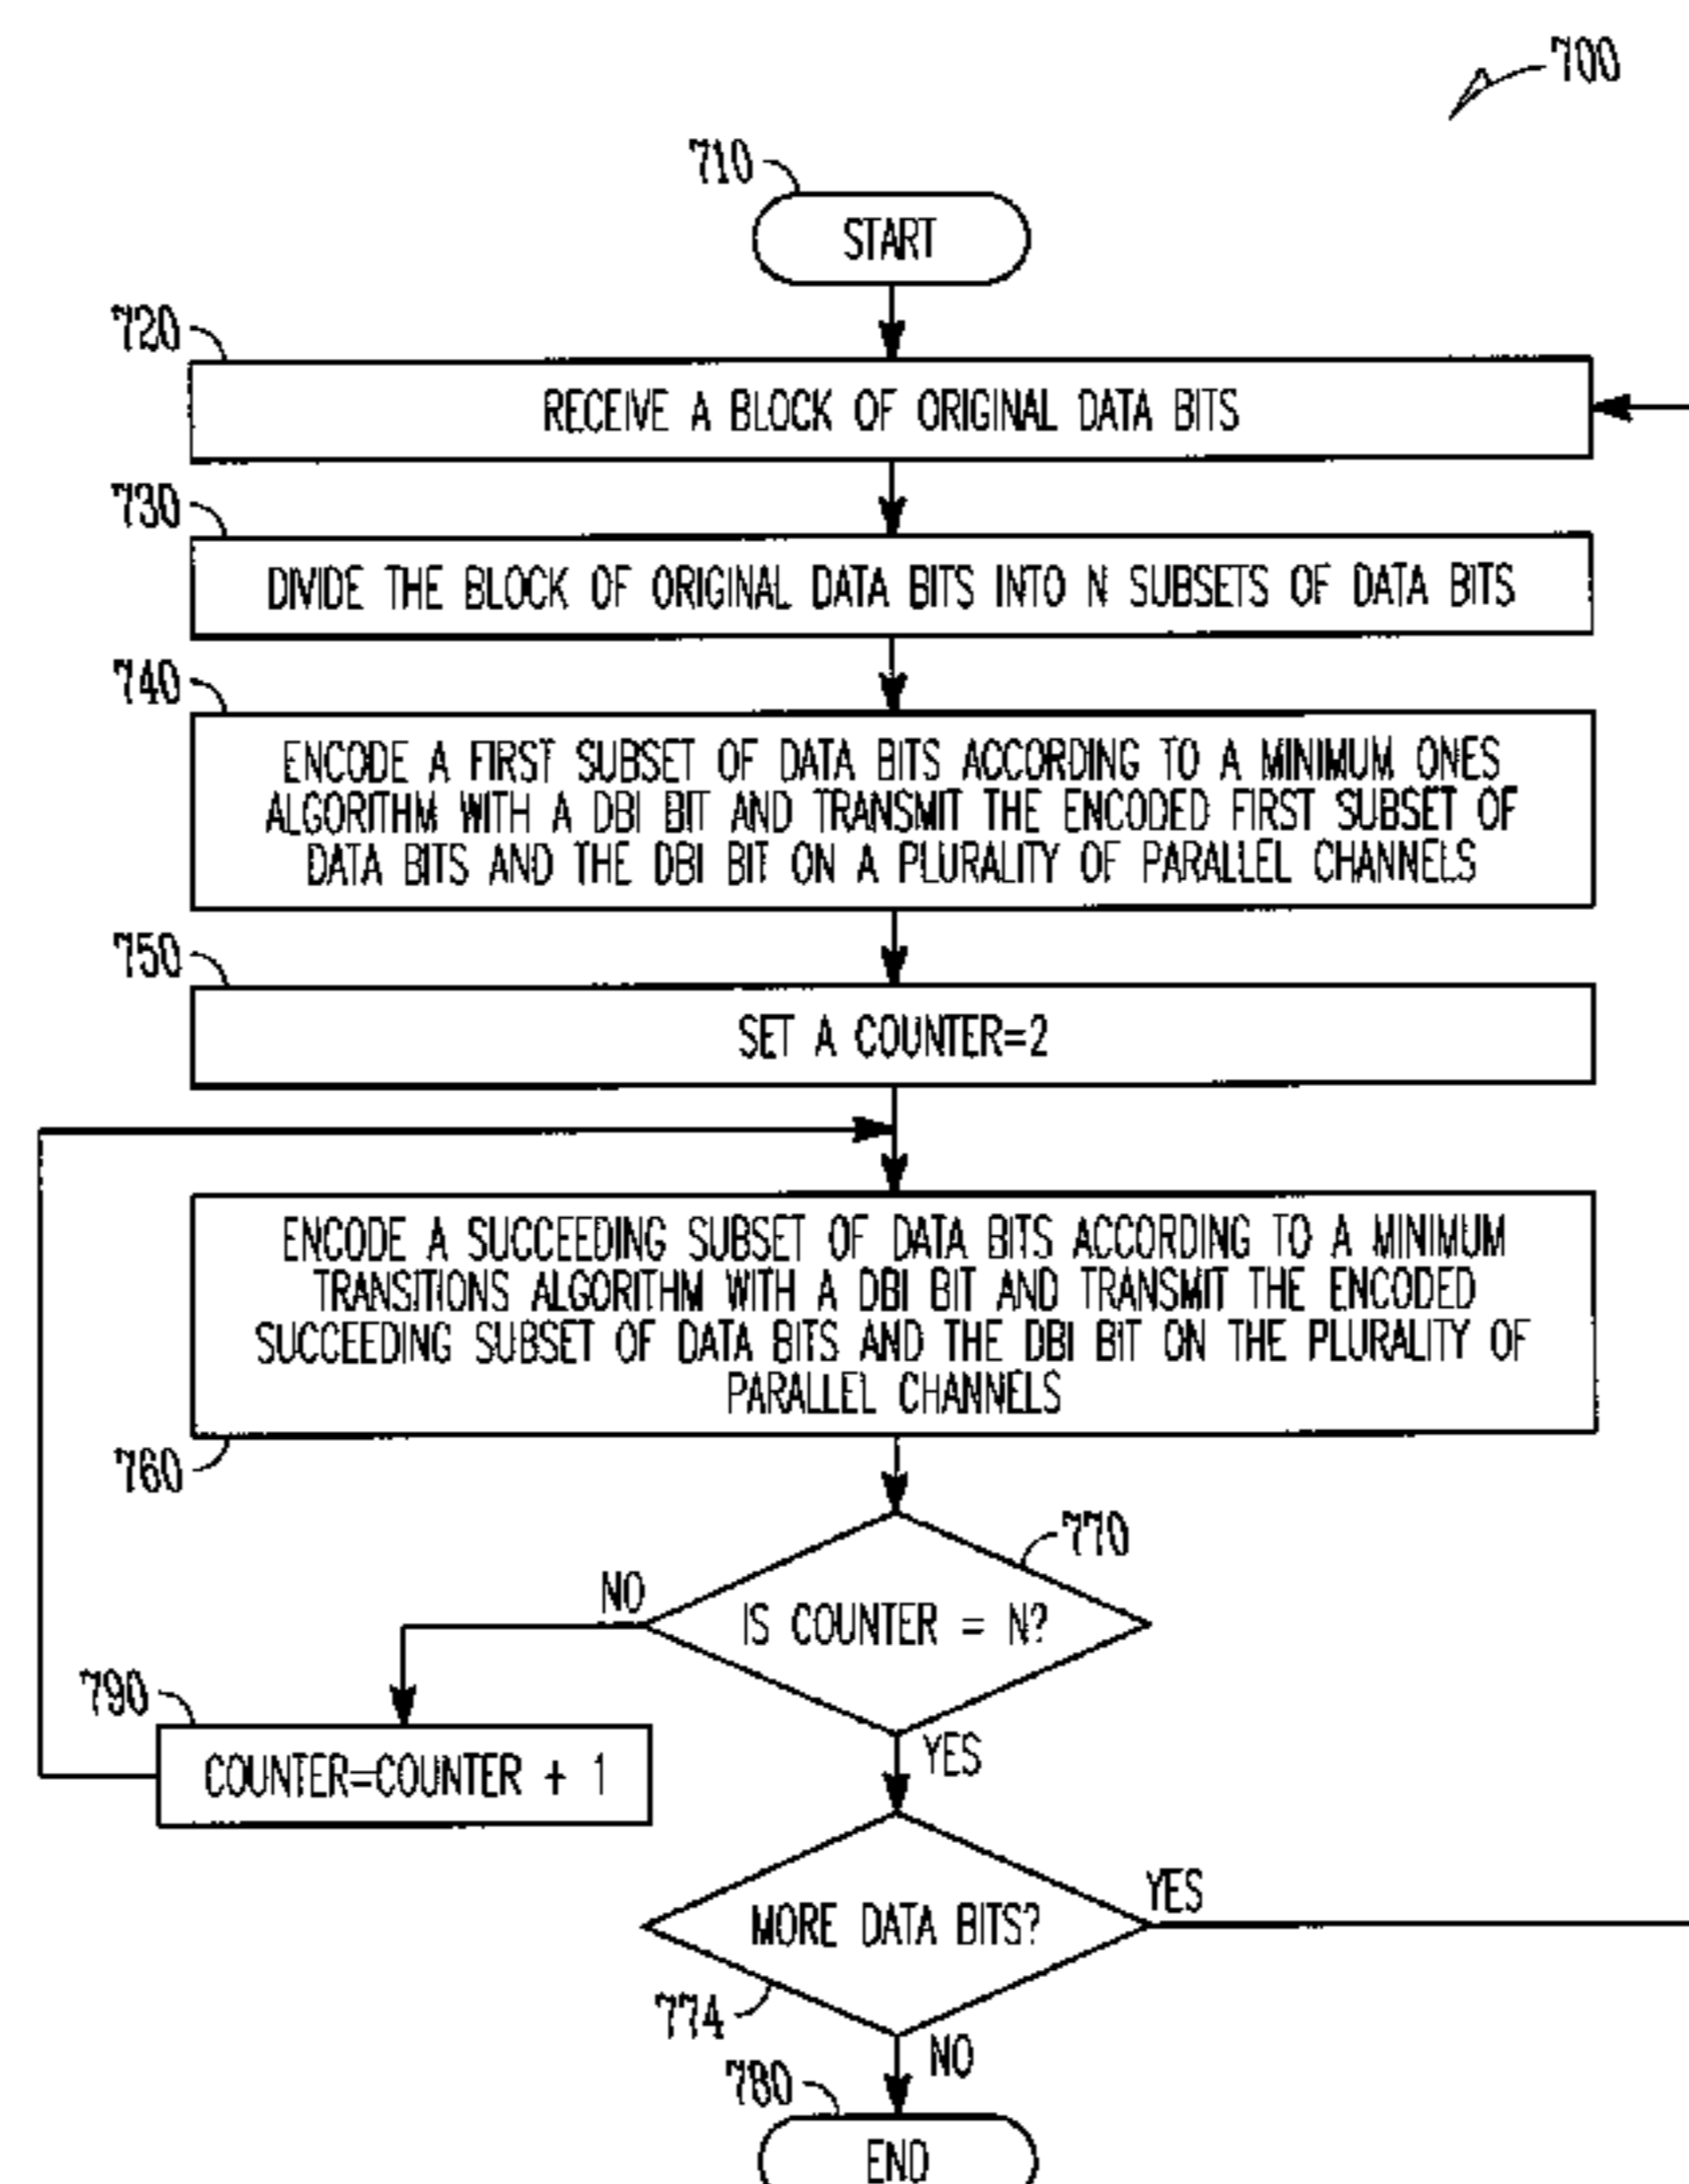 700
710
START
720
RECEIVE A BLOCK OF ORIGINAL DATA BITS
730
DIVIDE THE BLOCK OF ORIGINAL DATA BITS INTO N SUBSETS OF DATA BITS
740
ENCODE A FIRST SUBSET OF DATA BITS ACCORDING TO A MINIMUM ONES
ALGORITHM WITH A DBI BIT AND TRANSMIT THE ENCODED FIRST SUBSET OF
DATA BITS AND THE DBI BIT ON A PLURALITY OF PARALLEL CHANNELS
750
SET A COUNTER=2
ENCODE A SUCCEEDING SUBSET OF DATA BITS ACCORDING TO A MINIMUM
TRANSITIONS ALGORITHM WITH A DBI BIT AND TRANSMIT THE ENCODED
SUCCEEDING SUBSET OF DATA BITS AND THE DBI BIT ON THE PLURALITY OF
PARALLEL CHANNELS
760
770
NO
IS COUNTER = N?
790
YES
COUNTER=COUNTER + 1
YES
MORE DATA BITS?
774
NO
780
END